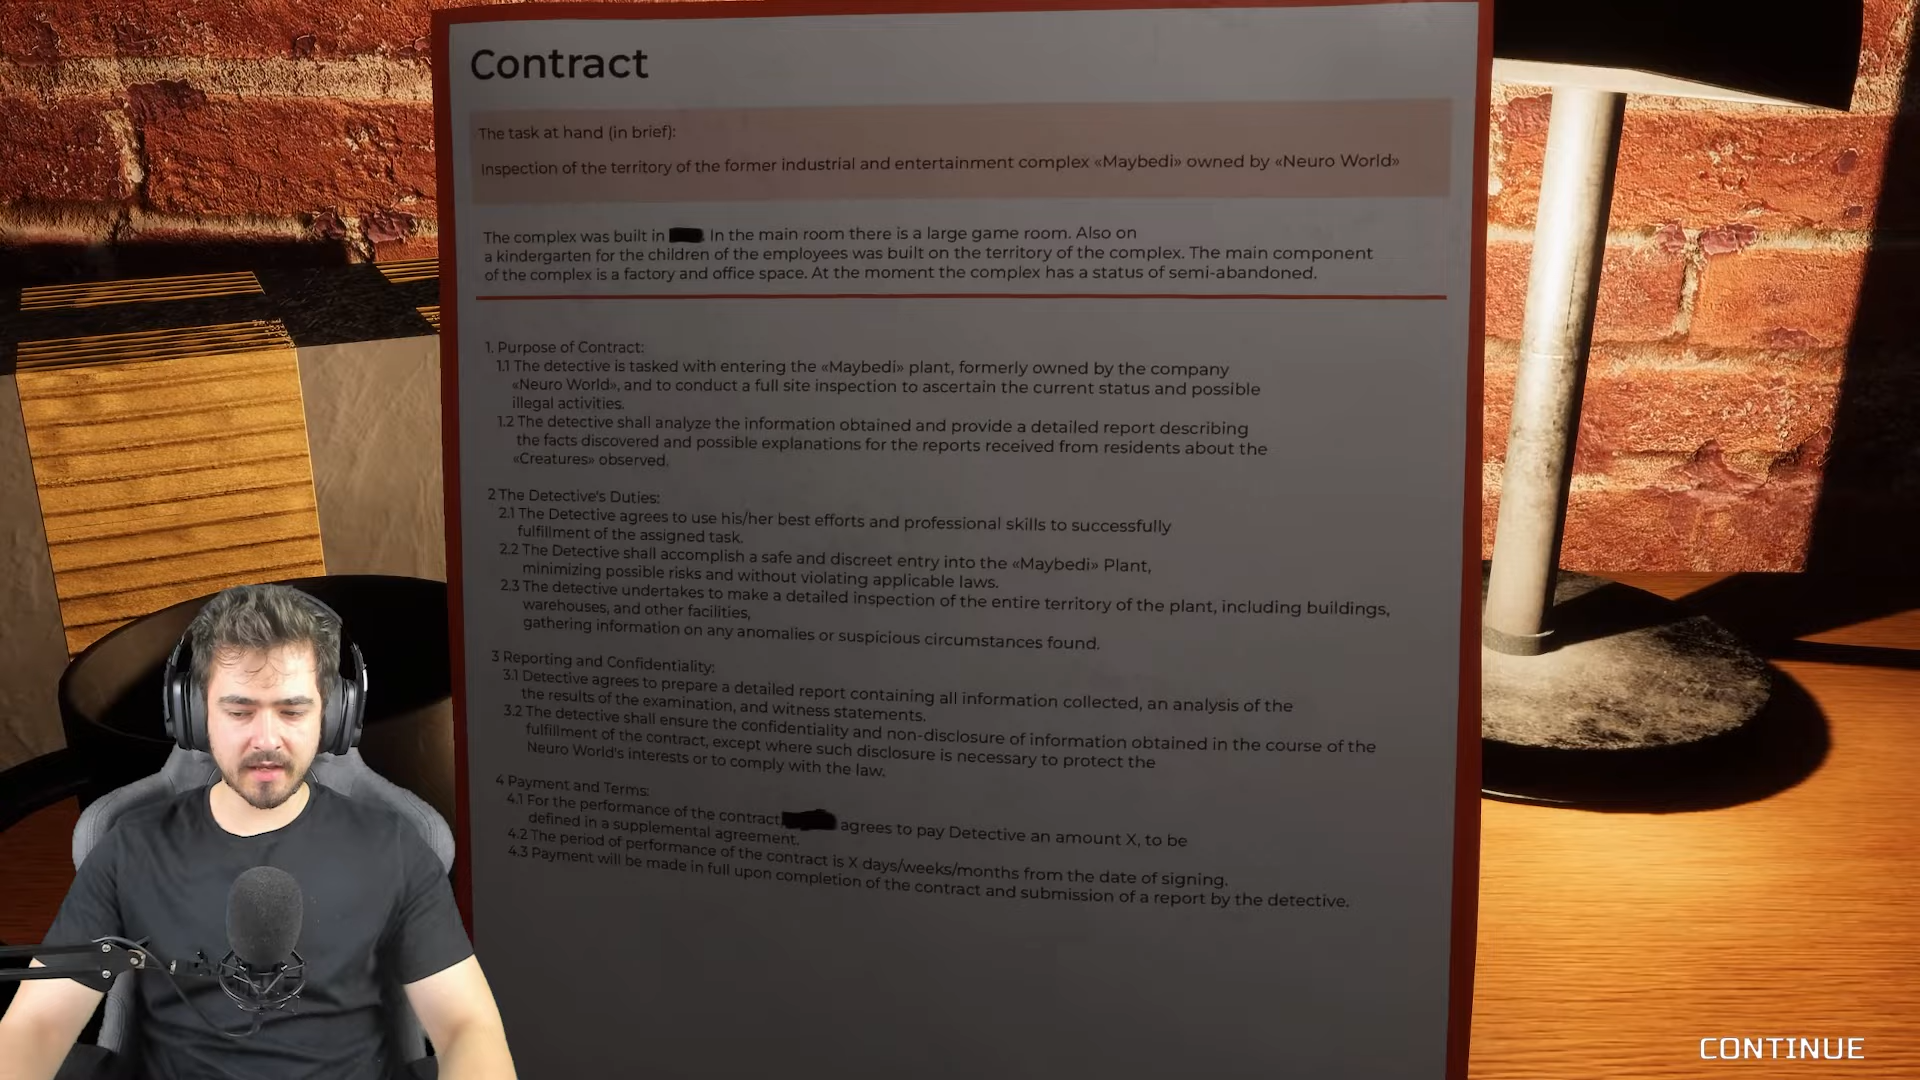 Contract
The task at hand (in brief):
Inspection of the territory of the former industrial and entertainment complex «Maybedi» owned by «Neuro World»
The complex was built in In the main room there is a large game room. Also on
a kindergarten for the children of the employees was built on the territory of the complex. The main component
of the complex is a factory and office space. At the moment the complex has a status of semi-abandoned.
1. Purpose of Contract:
1.1 The detective is tasked with entering the «Maybedi» plant, formerly owned by the company
«Neuro World», and to conduct a full site inspection to ascertain the current status and possible
illegal activities.
1.2 The detective shall analyze the information obtained and provide a detailed report describing
the facts discovered and possible explanations for the reports received from residents about the
«Creatures» observed.
2 The Detective's Duties:
2.1 The Detective agrees to use his/her best efforts and professional skills to successfully
fulfillment of the assigned task.
2.2 The Detective shall accomplish a safe and discreet entry into the «Maybedi» Plant,
minimizing possible risks and without violating applicable laws.
2.3 The detective undertakes to make a detailed inspection of the entire territory of the plant, including buildings,
warehouses, and other facilities,
gathering information on any anomalies or suspicious circumstances found.
3 Reporting and Confidentiality:
3.1 Detective agrees to prepare a detailed report containing all information collected, an analysis of the
the results of the examination, and witness statements.
3.2 The detective shall ensure the confidentiality and non-disclosure of information obtained in the course of the
fulfillment of the contract, except where such disclosure is necessary to protect the
Neuro World's interests or to comply with the law.
4 Payment and Terms:
4.1 For the performance of the contract, agrees to pay Detective an amount X, to be
defined in a supplemental agreement.
4.2 The period of performance of the contract is X days/weeks/months from the date of signing.
4.3 Payment will be made in full upon completion of the contract and submission of a report by the detective.
CONTINUE